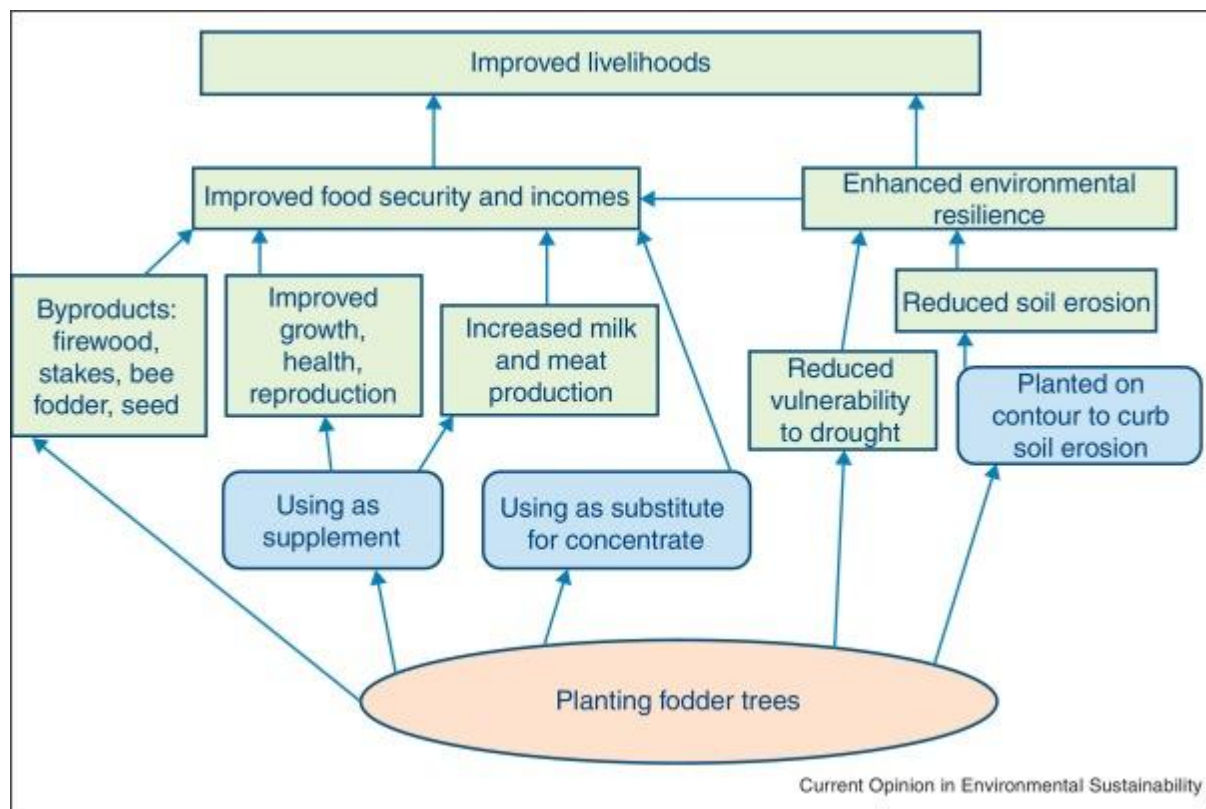 Improved livelihoods
Improved food security and incomes
Enhanced environmental
resilience
Byproducts:
firewood,
stakes, bee
fodder, seed
Improved
growth,
health,
reproduction
Increased milk
and meat
production
Reduced
vulnerability
to drought
Reduced soil erosion
Planted on
contour to curb
soil erosion
Using as
supplement
Using as substitute
for concentrate
Planting fodder trees
Current Opinion in Environmental Sustainability